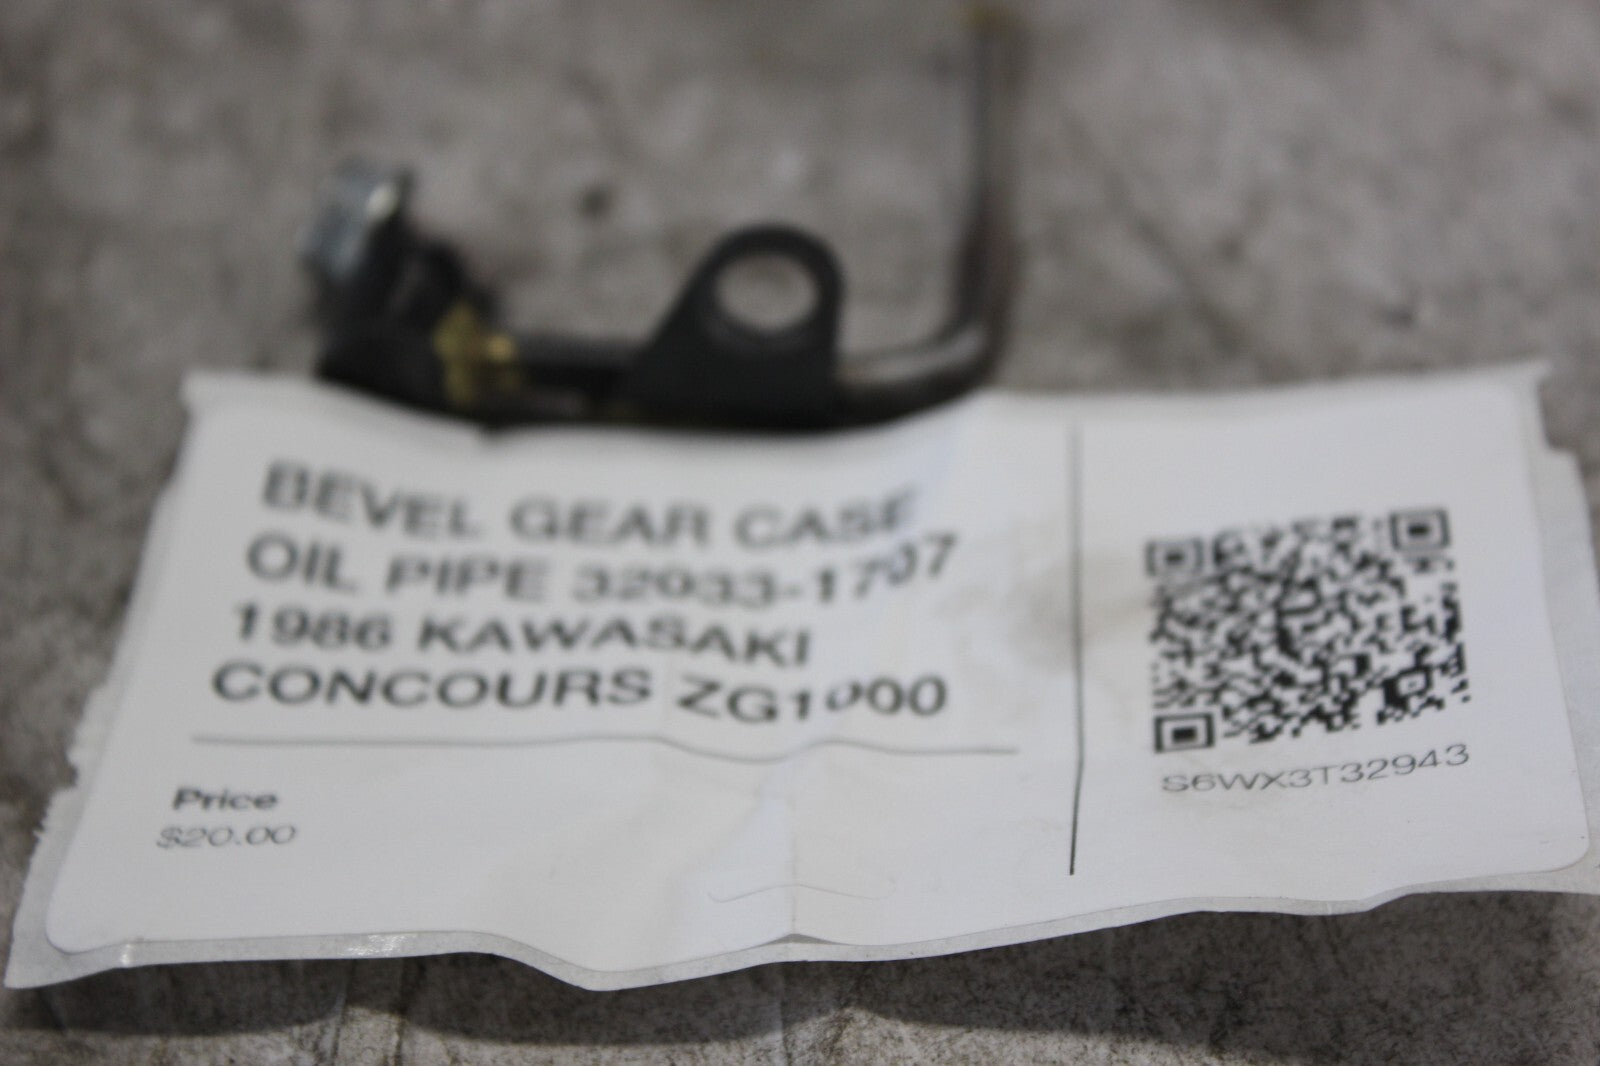 BEVEL GEAR CASE
OIL PIPE 32033-1707
1986 KAWASAKI
CONCOURS ZG1000
Price
$20.00
S6WX3T32943